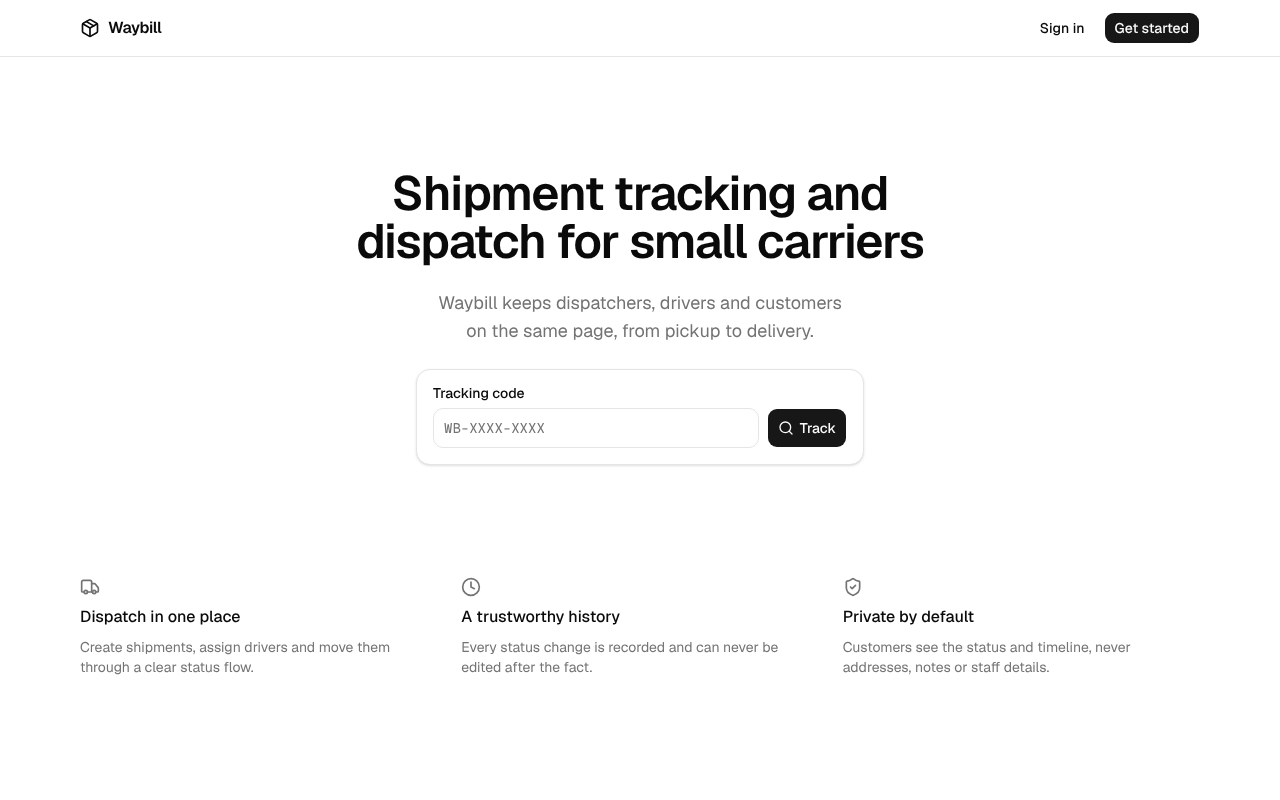 Waybill
Sign in
Get started
Shipment tracking and
dispatch for small carriers
Waybill keeps dispatchers, drivers and customers
on the same page, from pickup to delivery.
Tracking code
WB-XXXX-XXXX
Track
Dispatch in one place
Create shipments, assign drivers and move them
through a clear status flow.
A trustworthy history
Every status change is recorded and can never be
edited after the fact.
Private by default
Customers see the status and timeline, never
addresses, notes or staff details.